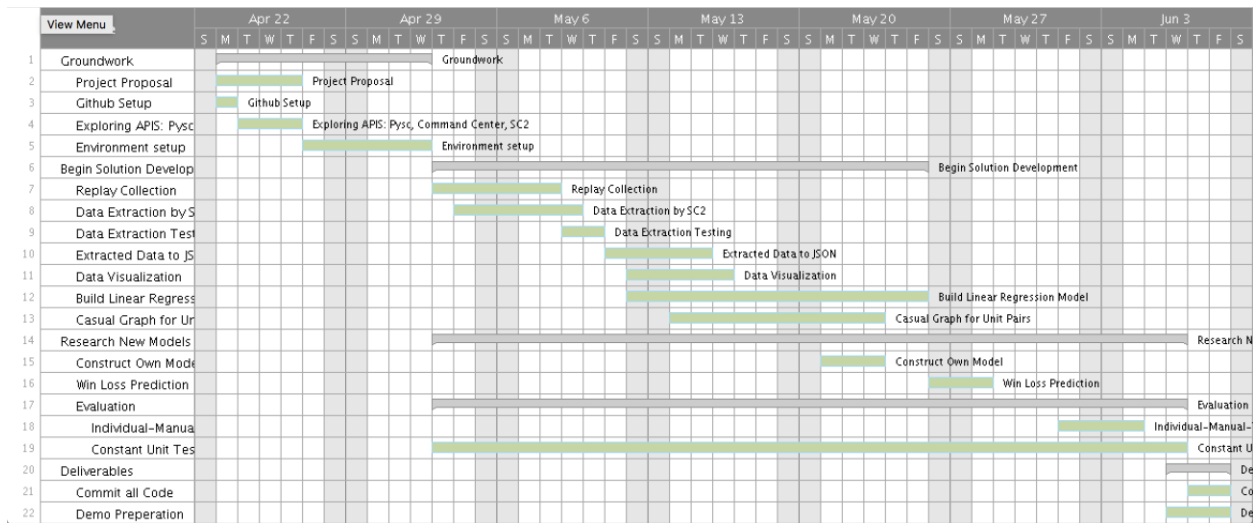 View Menu
Apr 22 Apr 29 May 6 May 13 May 20 May 27 Jun 3
S M T W T F S S M T W T F S S M T W T F S S M T W T F S S M T W T F S S M T W T F S S M T W T F S
1 Groundwork Groundwork
2 Project Proposal Project Proposal
3 Github Setup Github Setup
4 Exploring APIS: Pysc Exploring APIS: Pysc, Command Center, SC2
5 Environment setup Environment setup
6 Begin Solution Develop Begin Solution Development
7 Replay Collection Replay Collection
8 Data Extraction by S Data Extraction by SC2
9 Data Extraction Test Data Extraction Testing
10 Extracted Data to JS Extracted Data to JSON
11 Data Visualization Data Visualization
12 Build Linear Regress Build Linear Regression Model
13 Casual Graph for Un Casual Graph for Unit Pairs
14 Research New Models Research N
15 Construct Own Mode Construct Own Model
16 Win Loss Prediction Win Loss Prediction
17 Evaluation Evaluation
18 Individual-Manua Individual-Manual-
19 Constant Unit Tes Constant U
20 Deliverables De
21 Commit all Code Co
22 Demo Preperation De